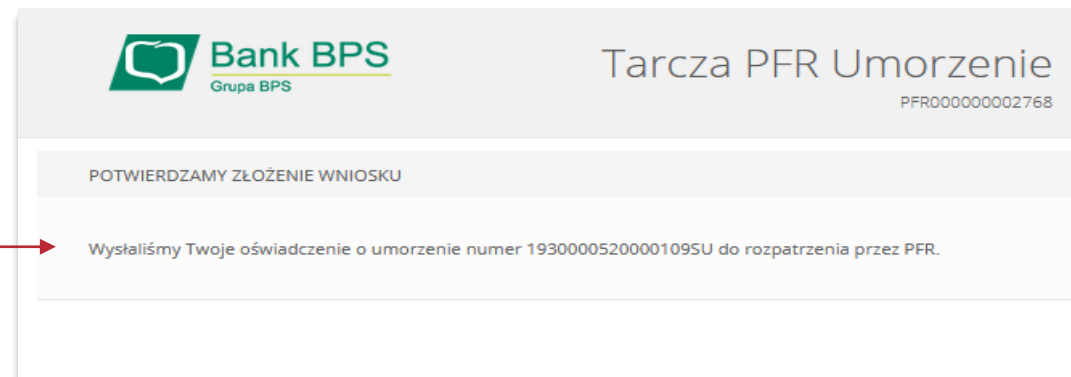 Bank BPS
Grupa BPS
Tarcza PFR Umorzenie
PFR000000002768
POTWIERDZAMY ZŁOŻENIE WNIOSKU
Wysłaliśmy Twoje oświadczenie o umorzenie numer 1930000520000109SU do rozpatrzenia przez PFR.